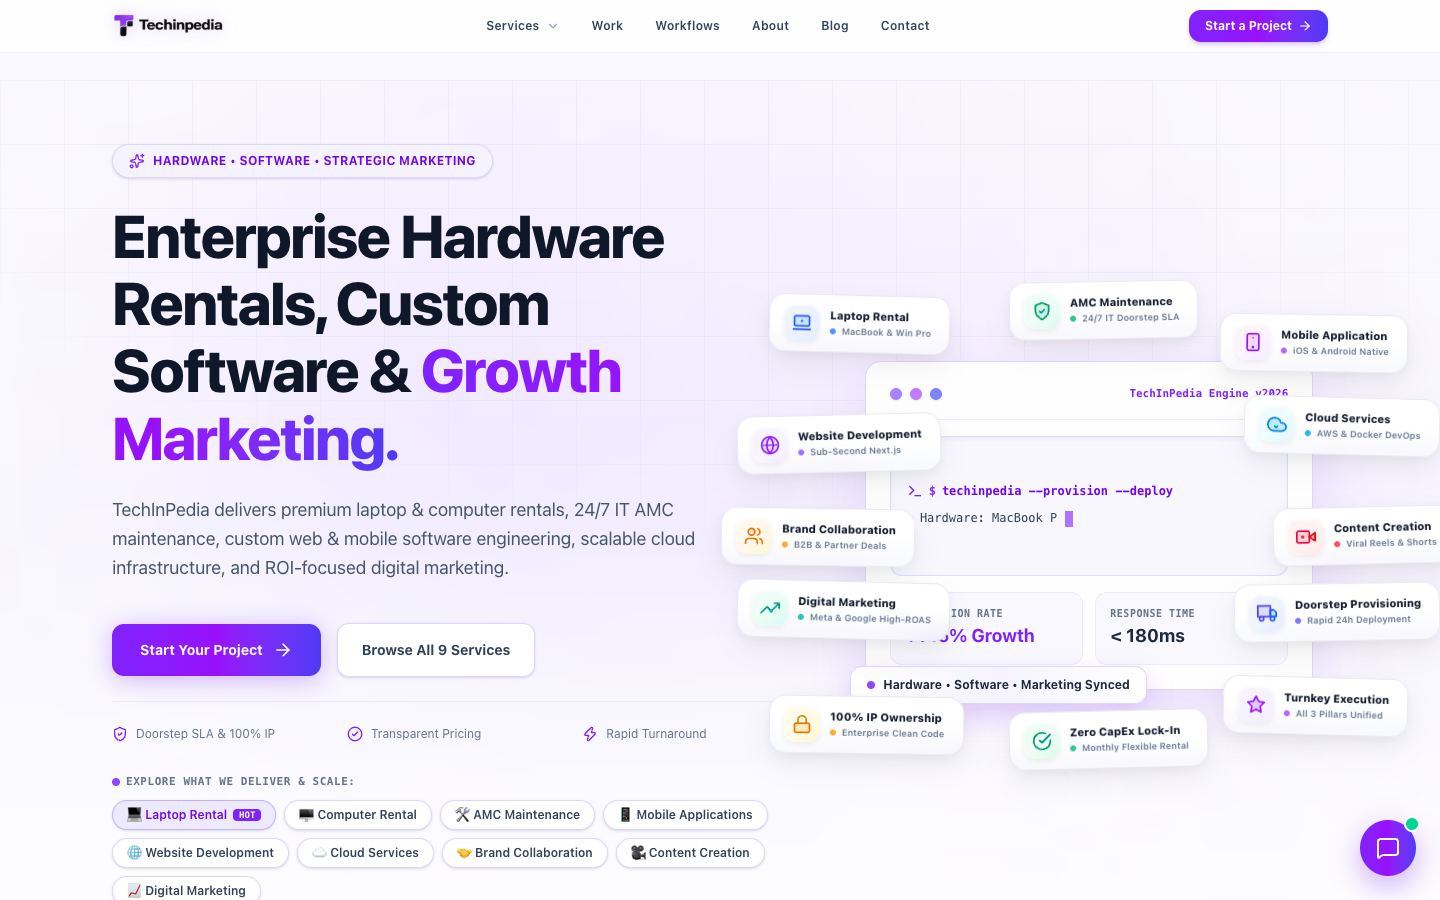 Techinpedia
Services
Work
Workflows
About
Blog
Contact
Start a Project
HARDWARE • SOFTWARE • STRATEGIC MARKETING
Enterprise Hardware
Rentals, Custom
Software & Growth
Marketing.
TechInPedia delivers premium laptop & computer rentals, 24/7 IT AMC
maintenance, custom web & mobile software engineering, scalable cloud
infrastructure, and ROI-focused digital marketing.
Start Your Project
Browse All 9 Services
Doorstep SLA & 100% IP
Transparent Pricing
Rapid Turnaround
EXPLORE WHAT WE DELIVER & SCALE:
Laptop Rental HOT
Computer Rental
AMC Maintenance
Mobile Applications
Website Development
Cloud Services
Brand Collaboration
Content Creation
Digital Marketing
Laptop Rental
MacBook & Win Pro
AMC Maintenance
24/7 IT Doorstep SLA
Mobile Application
iOS & Android Native
TechInPedia Engine v2026
Cloud Services
AWS & Docker DevOps
Website Development
Sub-Second Next.js
>_ $ techinpedia --provision --deploy
Hardware: MacBook P
Brand Collaboration
B2B & Partner Deals
Content Creation
Viral Reels & Shorts
Digital Marketing
Meta & Google High-ROAS
RATE
% Growth
RESPONSE TIME
< 180ms
Doorstep Provisioning
Rapid 24h Deployment
Hardware • Software • Marketing Synced
100% IP Ownership
Enterprise Clean Code
Zero CapEx Lock-In
Monthly Flexible Rental
Turnkey Execution
All 3 Pillars Unified